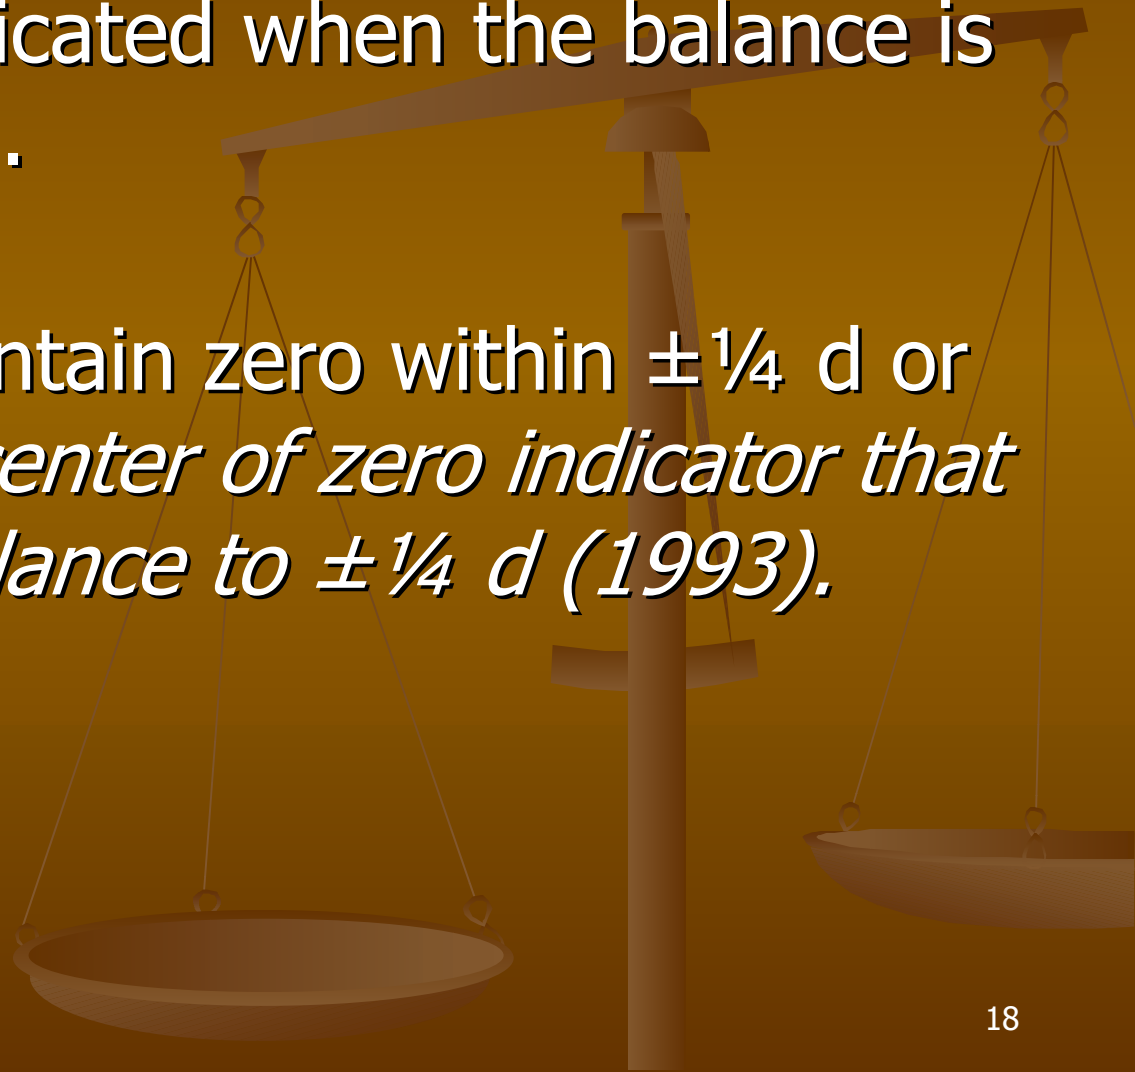 icated when the balance is
.
ntain zero within ±¼ d or
center of zero indicator that
lance to ±¼ d (1993).
18